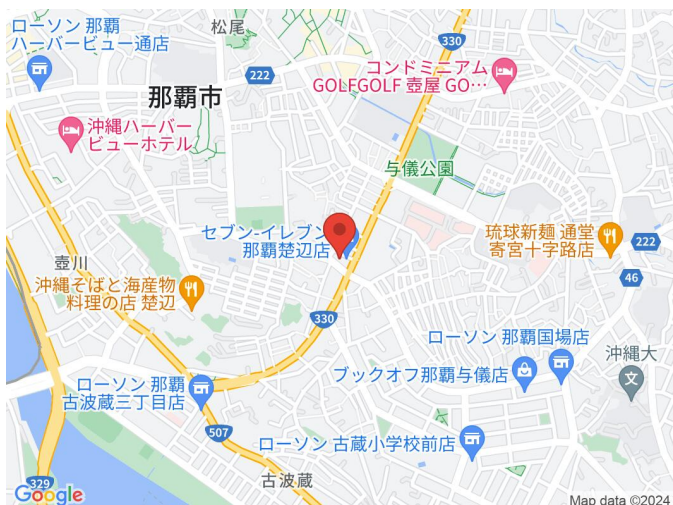 ローソン 那覇
ハーバービュー通店
松尾
330
222
コンドミニアム
GOLFGOLF 壺屋 GO…
那覇市
沖縄ハーバー
ビューホテル
与儀公園
セブン-イレブン
那覇楚辺店
琉球新麺 通堂
寄宮十字路店
222
46
壺川
沖縄そばと海産物
料理の店 楚辺
330
ローソン 那覇国場店
沖縄大
ブックオフ那覇与儀店
ローソン 那覇
古波蔵三丁目店
507
ローソン 古蔵小学校前店
古波蔵
329
Google
Map data ©2024